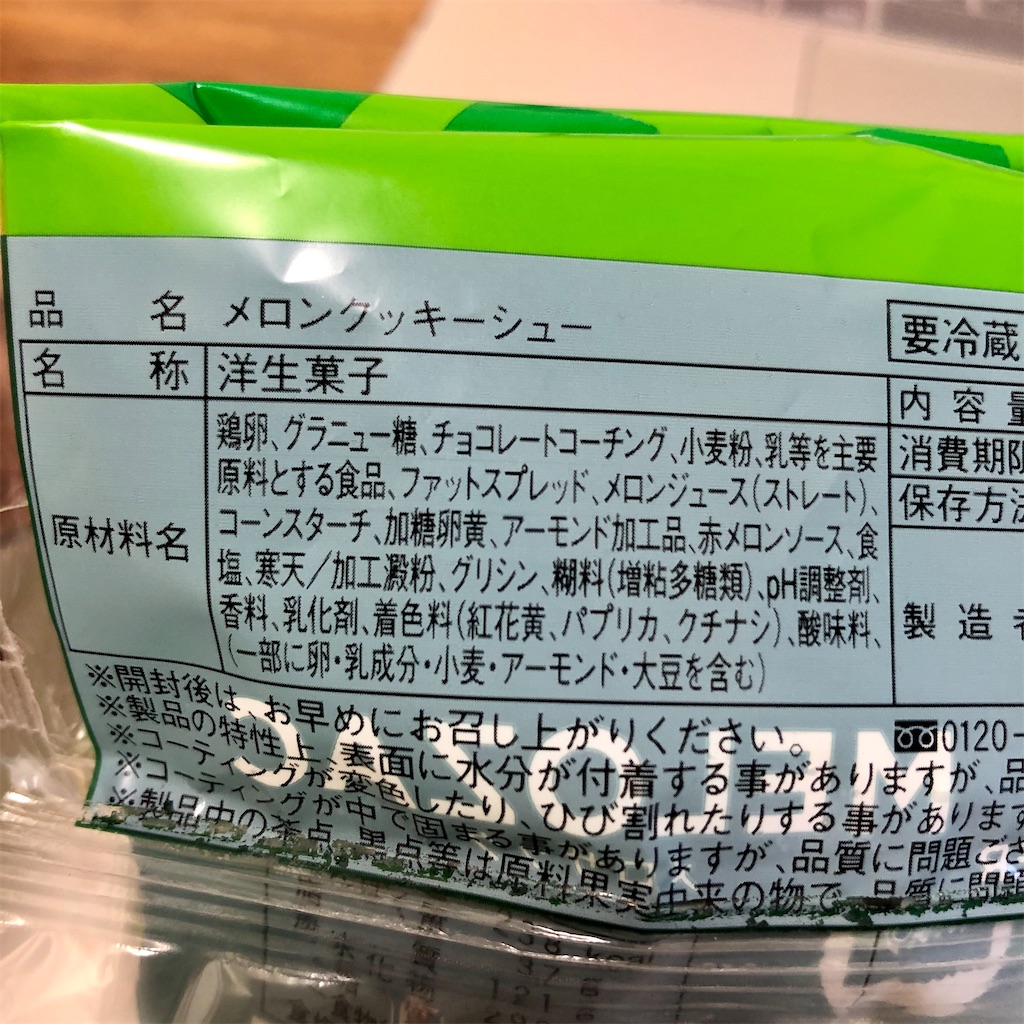 品名 メロンクッキーシュー
要冷蔵
名称 洋生菓子
内容量
原材料名
鶏卵、グラニュー糖、チョコレートコーチング、小麦粉、乳等を主要
原料とする食品、ファットスプレッド、メロンジュース(ストレート)、
コーンスターチ、加糖卵黄、アーモンド加工品、赤メロンソース、食
塩、寒天/加工澱粉、グリシン、糊料(増粘多糖類)、pH調整剤、
香料、乳化剤、着色料(紅花黄、パプリカ、クチナシ)、酸味料、
(一部に卵・乳成分・小麦・アーモンド・大豆を含む)
消費期限
保存方法
製造者
※開封後は、お早めにお召し上がりください。
0120-
※製品の特性上、表面に水分が付着する事がありますが、品
※コーティングが変色したり、ひび割れたりする事があります
※コーティングが中で固まる事がありますが、品質に問題ござ
※製品中の茶点、黒点等は原料果実由来の物で、品質に問題